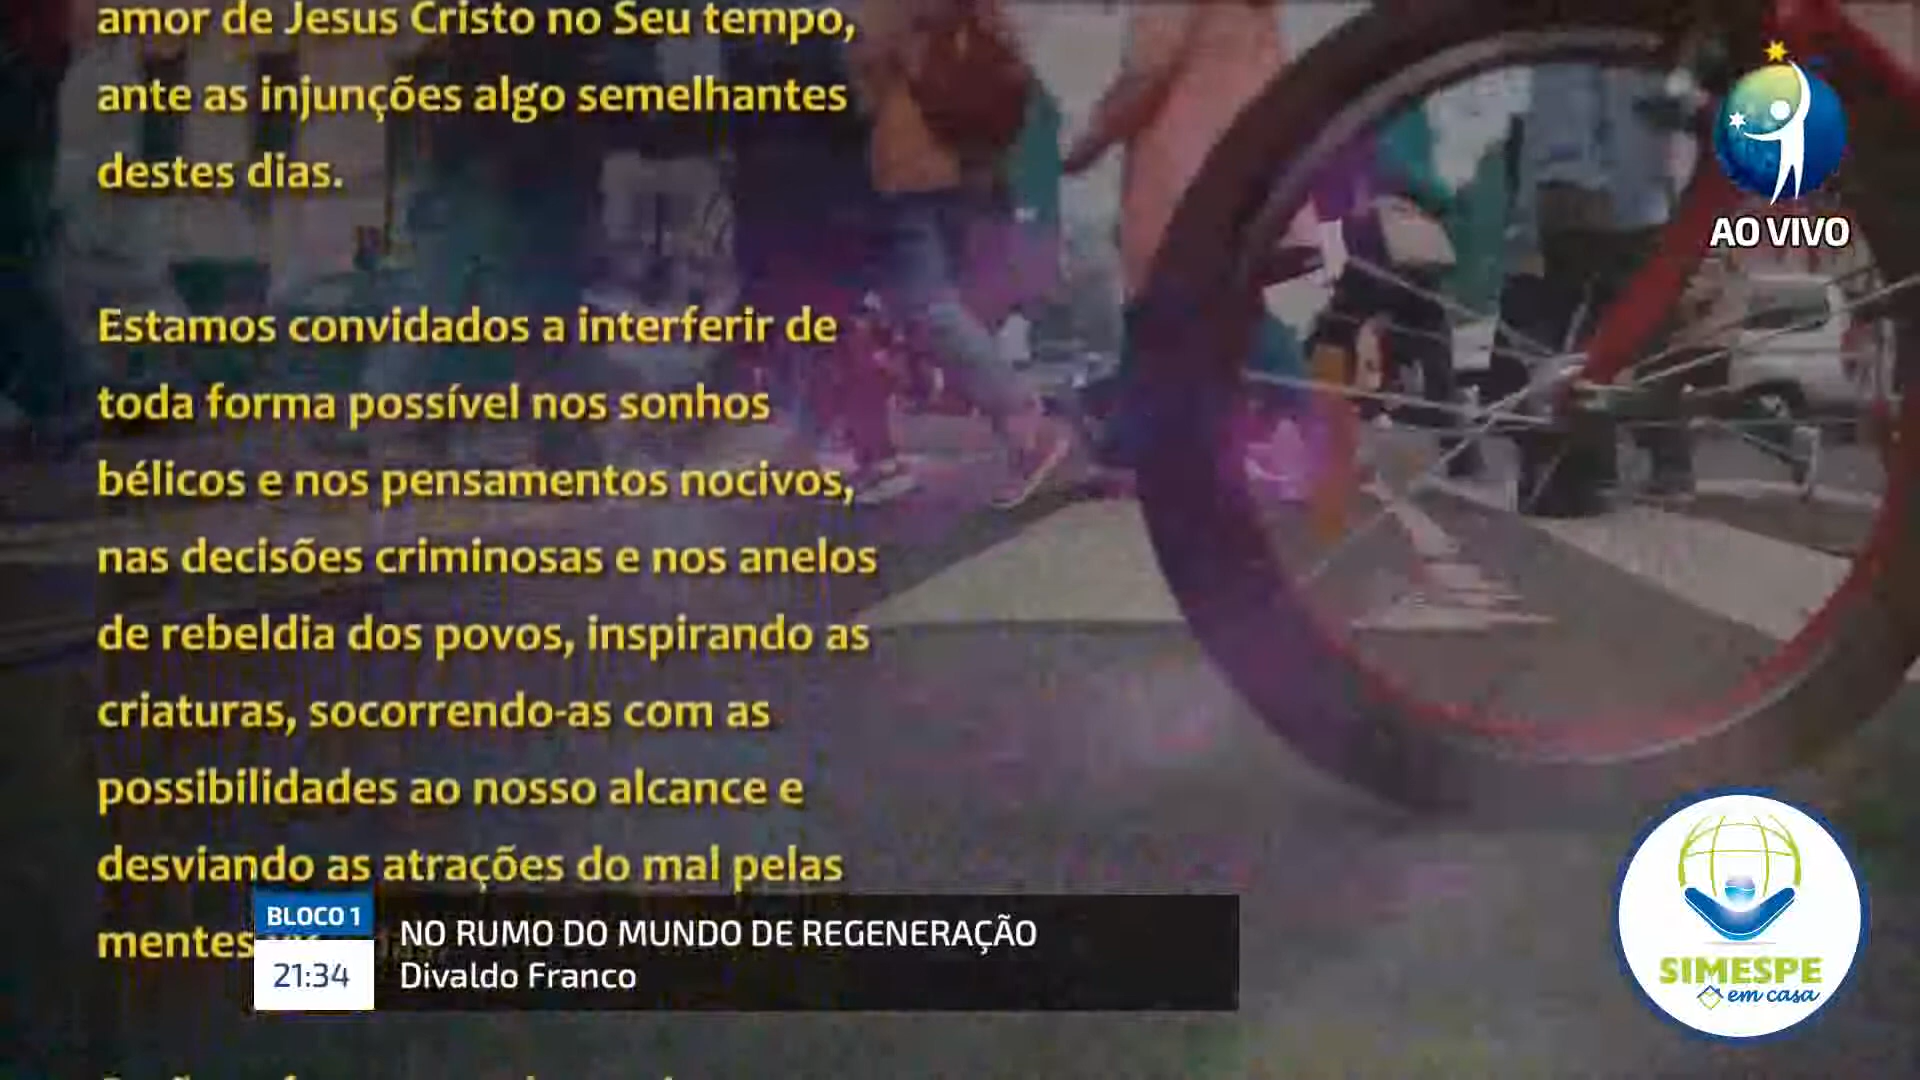 amor de Jesus Cristo no Seu tempo,
ante as injunções algo semelhantes
destes dias.
Estamos convidados a interferir de
toda forma possível nos sonhos
bélicos e nos pensamentos nocivos,
nas decisões criminosas e nos anelos
de rebeldia dos povos, inspirando as
criaturas, socorrendo-as com as
possibilidades ao nosso alcance e
desviando as atrações do mal pelas
mentes
AO VIVO
BLOCO 1
21:34
NO RUMO DO MUNDO DE REGENERAÇÃO
Divaldo Franco
SIMESPE
em casa